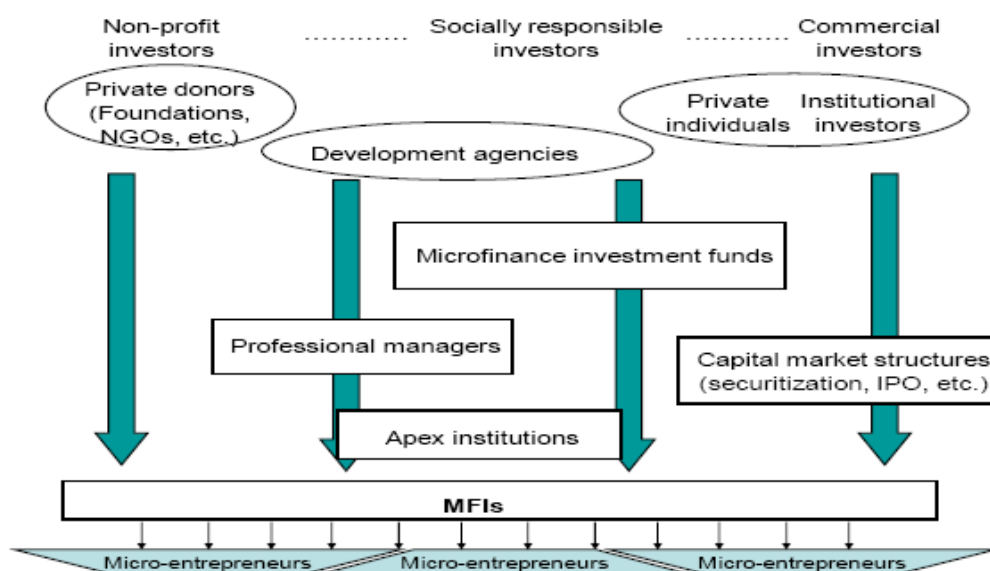 Non-profit
investors
Socially responsible
investors
Commercial
investors
Private donors
(Foundations,
NGOs, etc.)
Development agencies
Private
individuals
Institutional
investors
Microfinance investment funds
Professional managers
Capital market structures
(securitization, IPO, etc.)
Apex institutions
MFIs
Micro-entrepreneurs
Micro-entrepreneurs
Micro-entrepreneurs